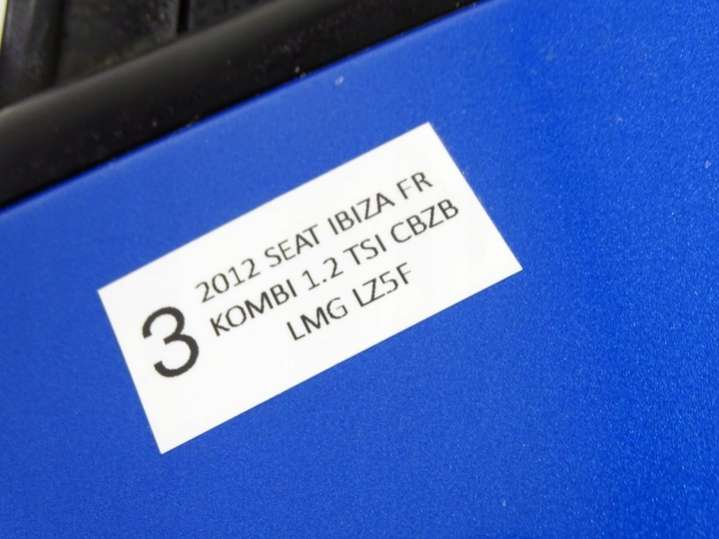 3
2012 SEAT IBIZA FR
KOMBI 1.2 TSI CBZB
LMG LZ5F